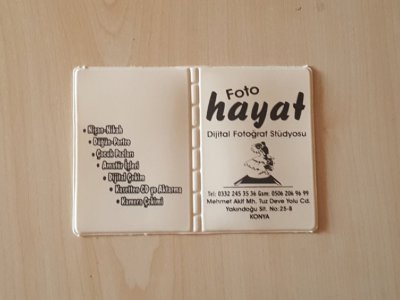 • Nişan-Nikah
• Düğün-Portre
• Çocuk Pozları
• Amatör İşleri
• Dijital Çekim
• Kasetten CD ye Aktarma
• Kamera Çekimi
Foto
hayat
Dijital Fotoğraf Stüdyosu
Tel: 0332 245 35 36 Gsm: 0506 206 96 99
Mehmet Akif Mh. Tuz Deve Yolu Cd.
Yakındoğu Sit. No:25-B
KONYA